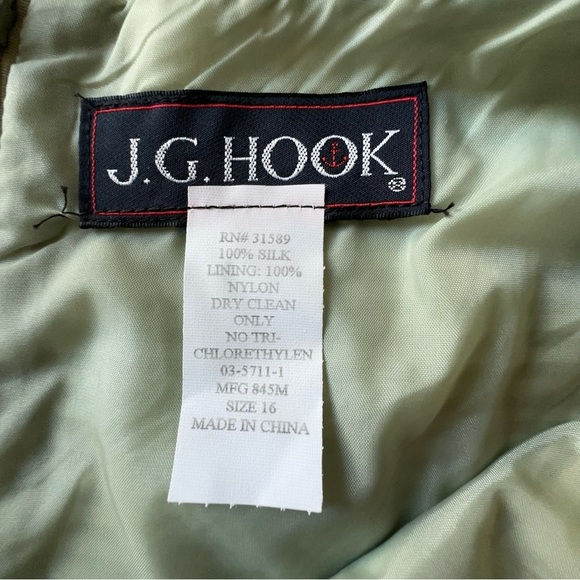 J.G. HOOK®
RN# 31589
100% SILK
LINING: 100%
NYLON
DRY CLEAN
ONLY
NO TRI-
CHLORETHYLEN
03-5711-1
MFG 845M
SIZE 16
MADE IN CHINA